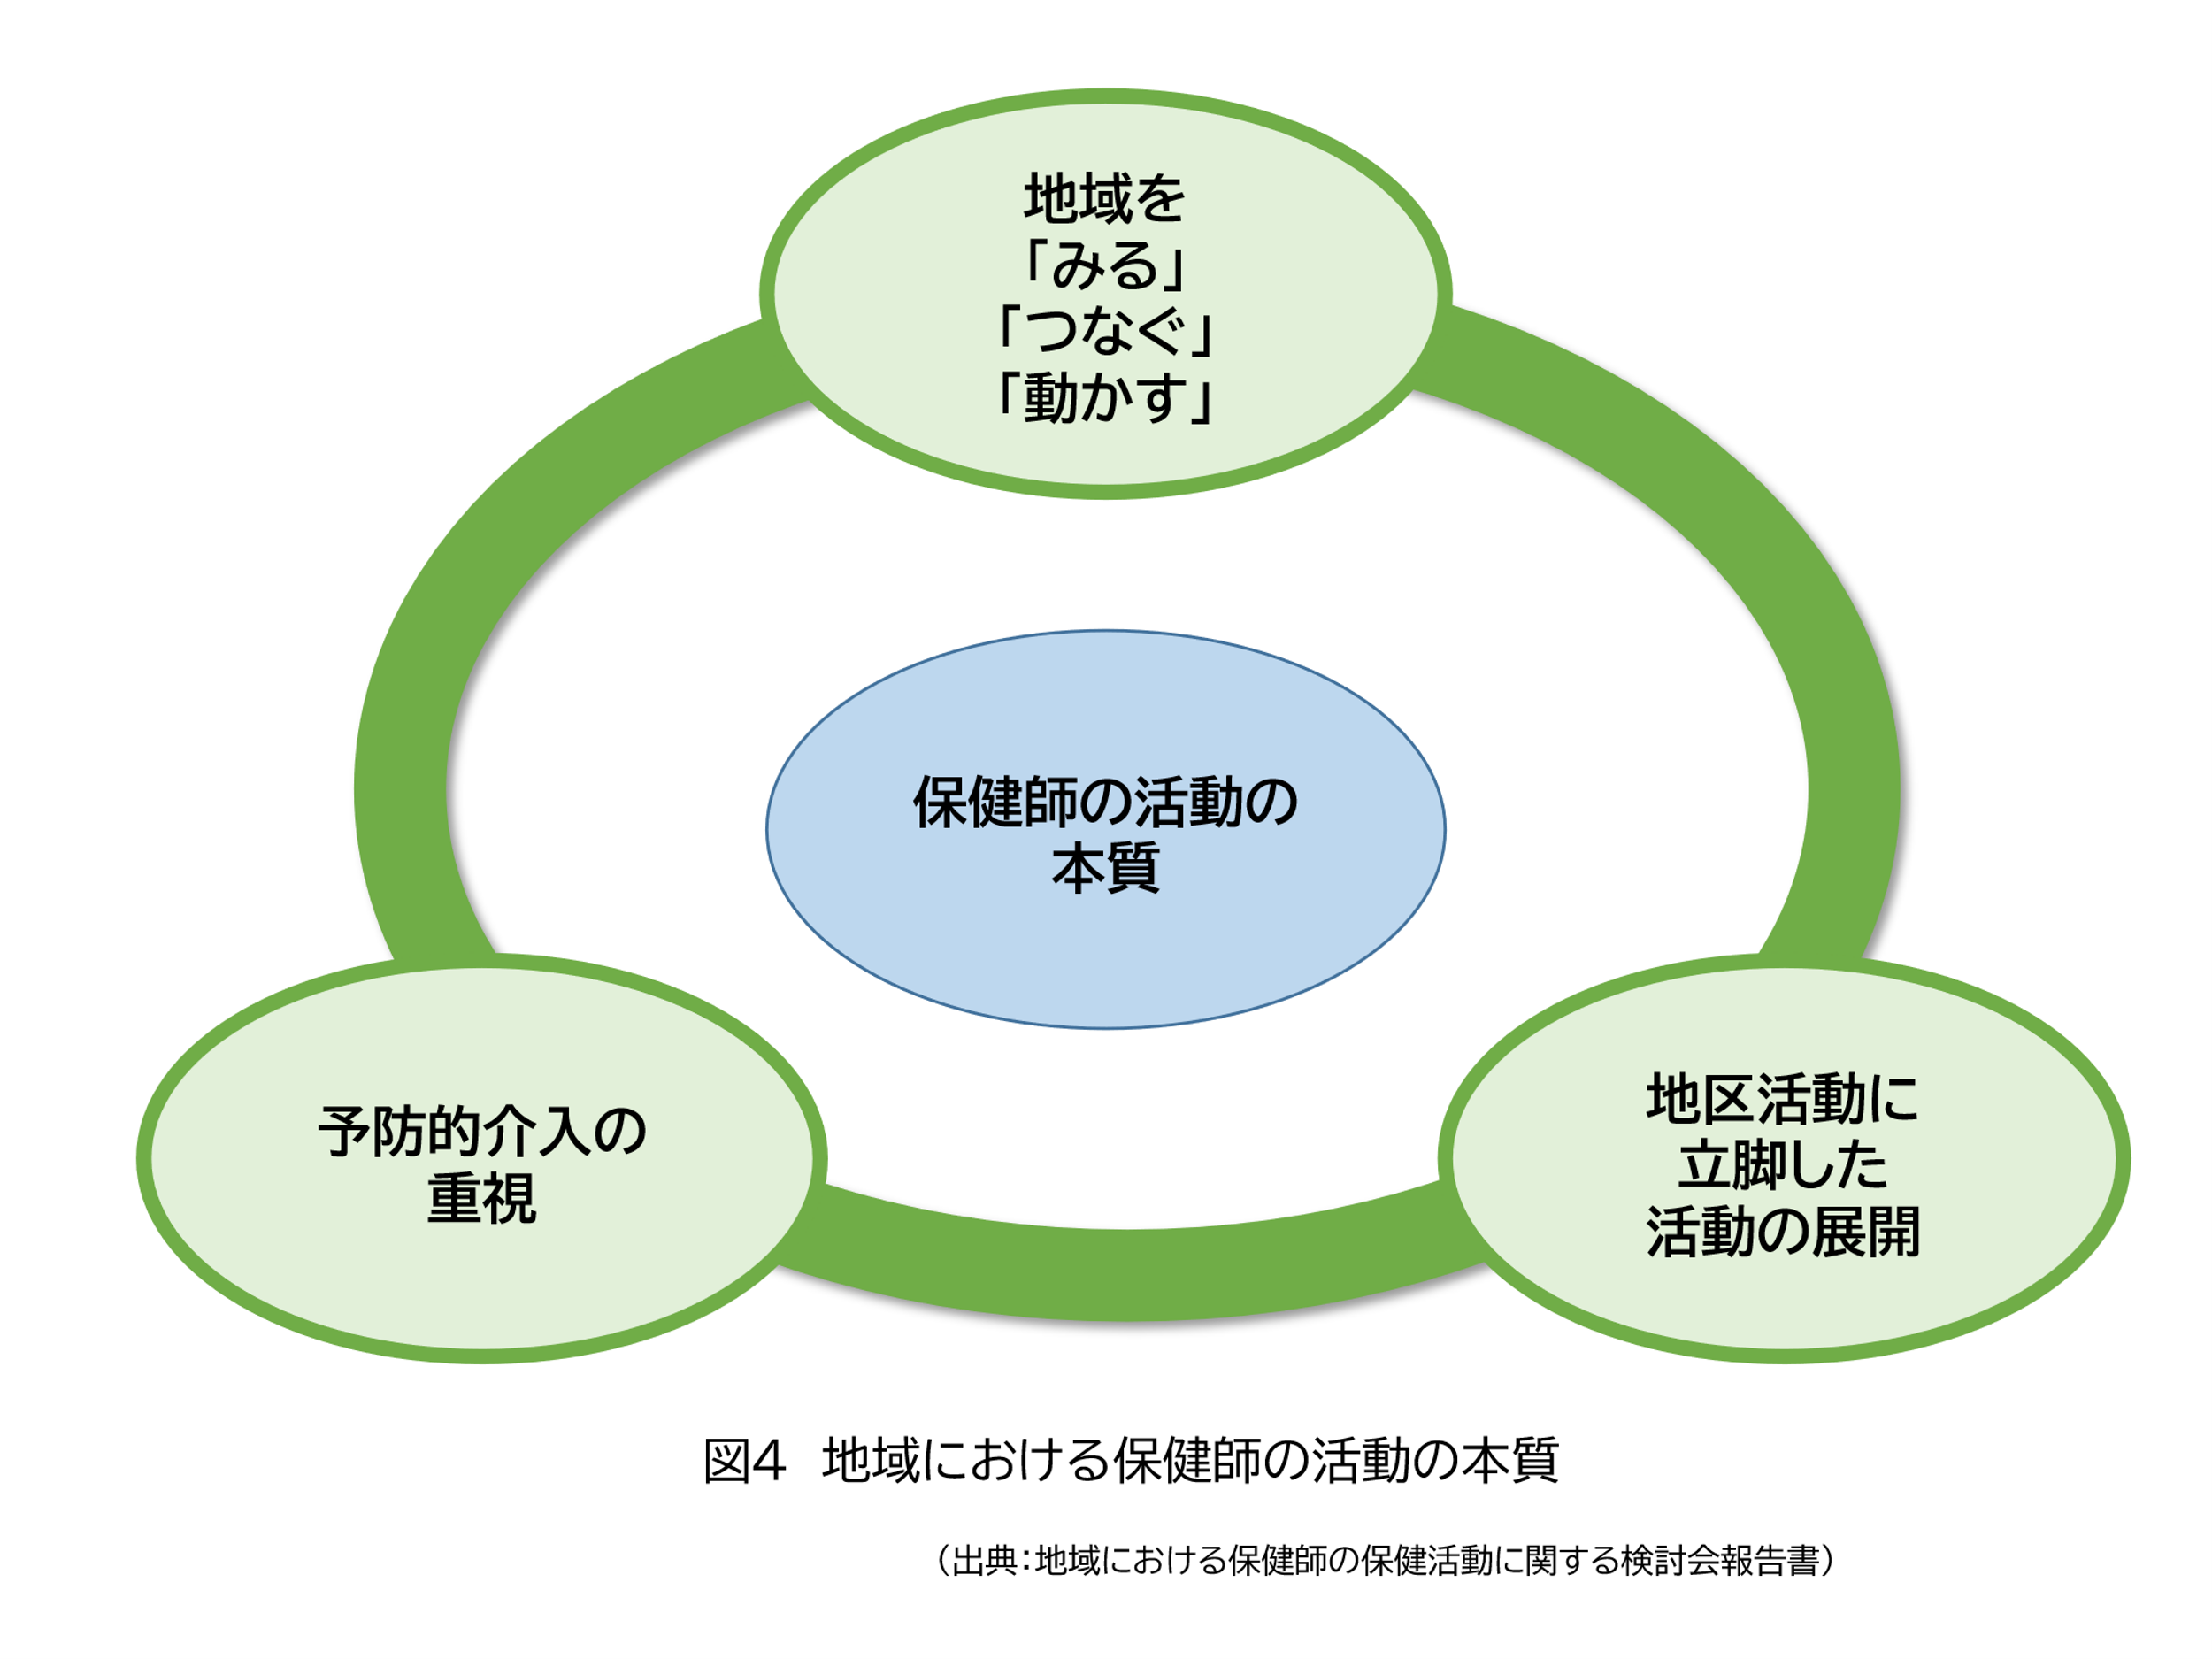 地域を
「みる」
「つなぐ」
「動かす」
保健師の活動の
本質
予防的介入の
重視
地区活動に
立脚した
活動の展開
図4 地域における保健師の活動の本質
（出典：地域における保健師の保健活動に関する検討会報告書）